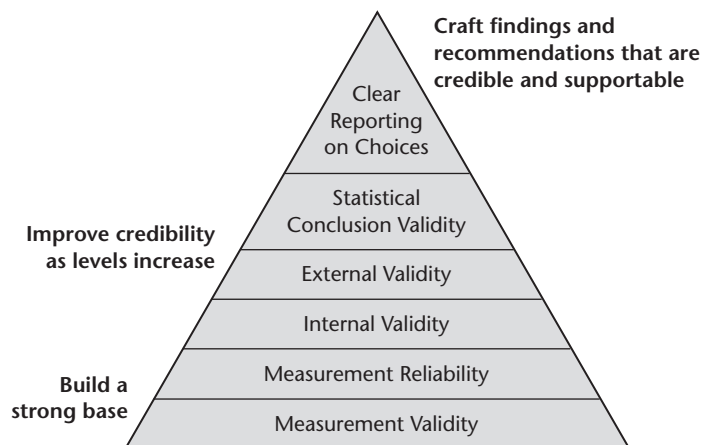 Craft findings and
recommendations that are
credible and supportable
Clear
Reporting
on Choices
Statistical
Conclusion Validity
Improve credibility
as levels increase
External Validity
Internal Validity
Measurement Reliability
Build a
strong base
Measurement Validity